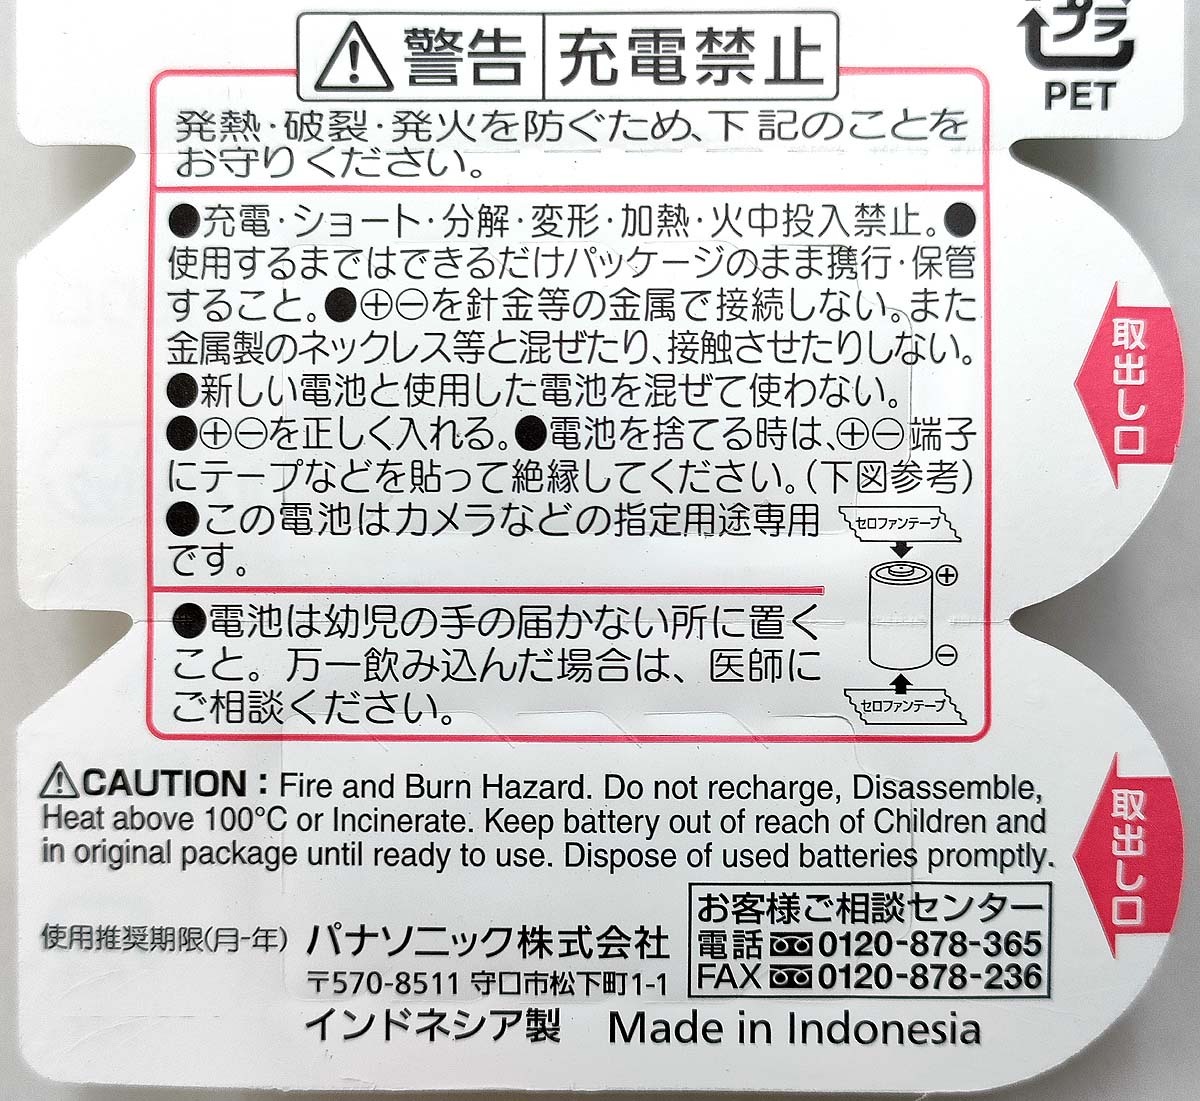 プラ
PET
警告 充電禁止
発熱・破裂・発火を防ぐため、下記のことを
お守りください。
●充電・ショート・分解・変形・加熱・火中投入禁止。●
使用するまではできるだけパッケージのまま携行・保管
すること。●⊕⊖を針金等の金属で接続しない。また
金属製のネックレス等と混ぜたり、接触させたりしない。
●新しい電池と使用した電池を混ぜて使わない。
●⊕⊖を正しく入れる。●電池を捨てる時は、⊕⊖端子
にテープなどを貼って絶縁してください。(下図参考)
●この電池はカメラなどの指定用途専用
です。
セロファンテープ
⊕
⊖
セロファンテープ
●電池は幼児の手の届かない所に置く
こと。万一飲み込んだ場合は、医師に
ご相談ください。
取出し口
取出し口
⚠CAUTION : Fire and Burn Hazard. Do not recharge, Disassemble,
Heat above 100°C or Incinerate. Keep battery out of reach of Children and
in original package until ready to use. Dispose of used batteries promptly.
使用推奨期限(月-年)
パナソニック株式会社
〒570-8511 守口市松下町1-1
インドネシア製 Made in Indonesia
お客様ご相談センター
電話 0120-878-365
FAX 0120-878-236